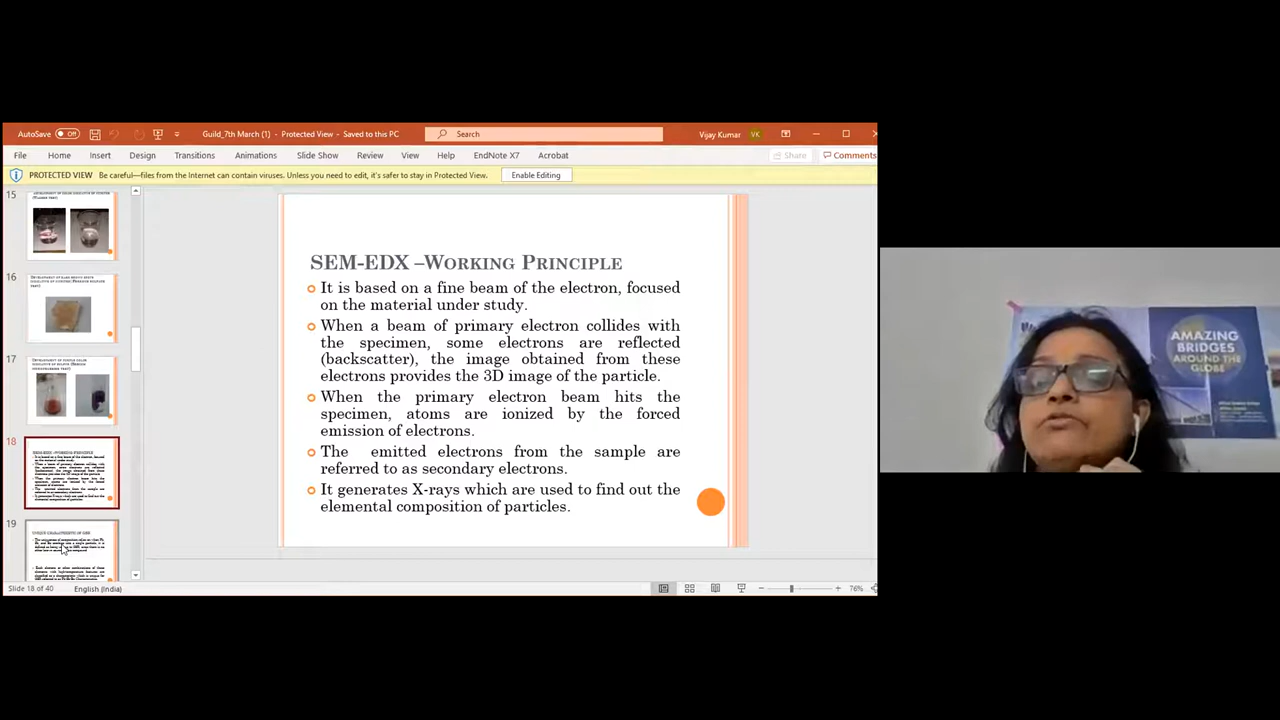 AutoSave Off
Guild_7th March (1) - Protected View - Saved to this PC
Search
Vijay Kumar VK
File Home Insert Design Transitions Animations Slide Show Review View Help EndNote X7 Acrobat Share Comments
PROTECTED VIEW Be careful—files from the Internet can contain viruses. Unless you need to edit, it's safer to stay in Protected View. Enable Editing
15
16
17
18
SEM-EDX –WORKING PRINCIPLE
19
SEM-EDX –WORKING PRINCIPLE
It is based on a fine beam of the electron, focused
on the material under study.
When a beam of primary electron collides with
the specimen, some electrons are reflected
(backscatter), the image obtained from these
electrons provides the 3D image of the particle.
When the primary electron beam hits the
specimen, atoms are ionized by the forced
emission of electrons.
The emitted electrons from the sample are
referred to as secondary electrons.
It generates X-rays which are used to find out the
elemental composition of particles.
Slide 18 of 40 English (India) 76%
AMAZING
BRIDGES
AROUND THE
GLOBE